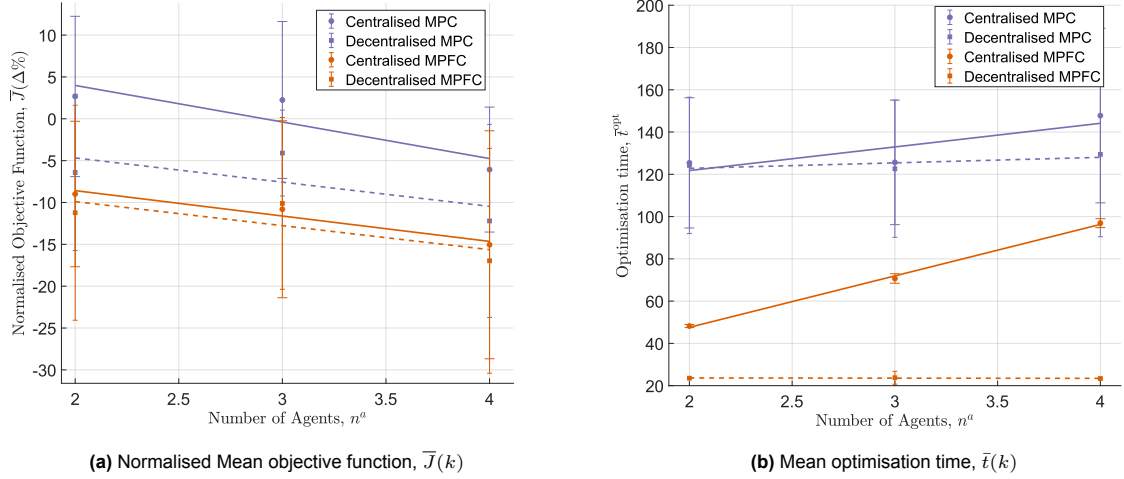 Centralised MPC
Decentralised MPC
Centralised MPFC
Decentralised MPFC
10
5
0
-5
-10
-15
-20
-25
-30
Normalised Objective Function, J̅(Δ%)
2
2.5
3
3.5
4
Number of Agents, nᵃ
(a) Normalised Mean objective function, J̅(k)
Centralised MPC
Decentralised MPC
Centralised MPFC
Decentralised MPFC
200
180
160
140
120
100
80
60
40
20
Optimisation time, t̅ᵒᵖᵗ
2
2.5
3
3.5
4
Number of Agents, nᵃ
(b) Mean optimisation time, t̄(k)